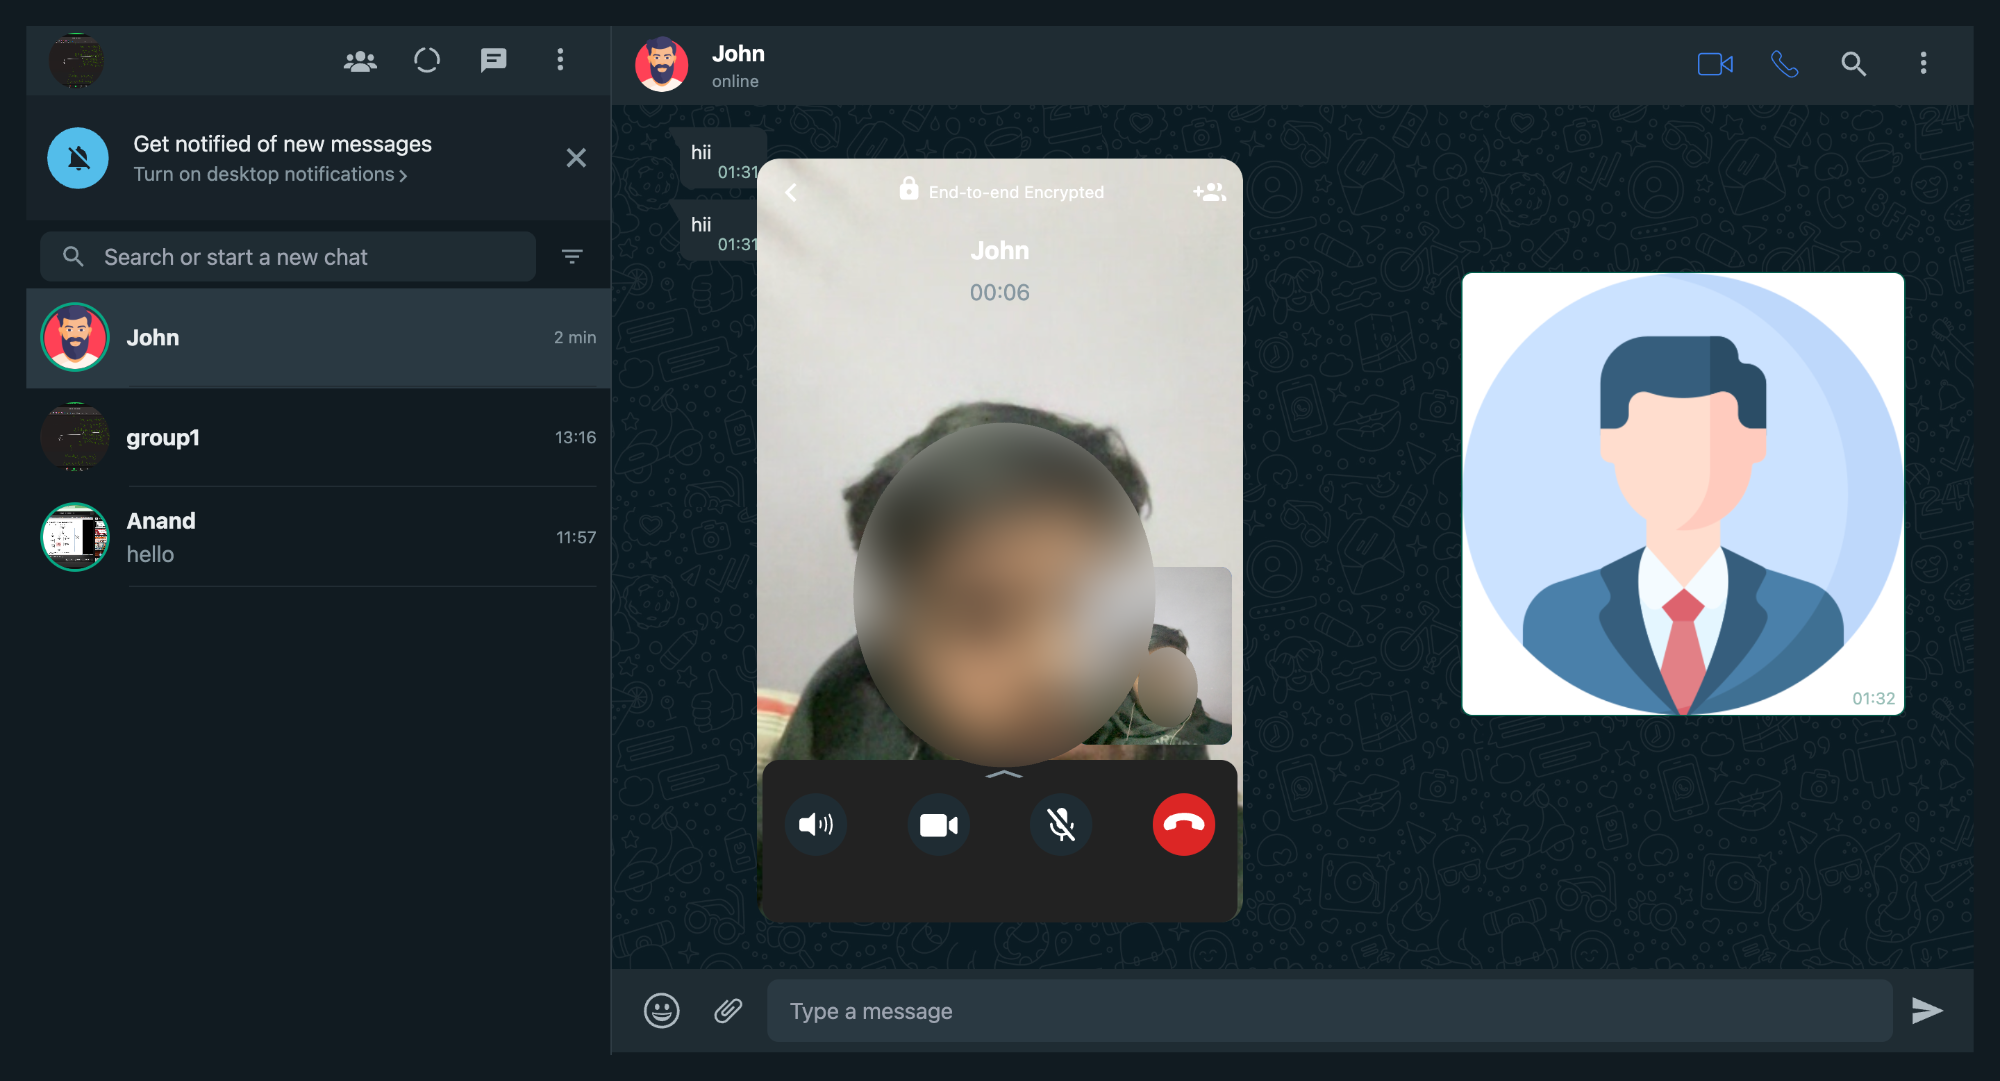 Get notified of new messages
Turn on desktop notifications ›
Search or start a new chat
John
2 min
group1
13:16
Anand
hello
11:57
John
online
hii
01:31
hii
01:31
End-to-end Encrypted
John
00:06
01:32
Type a message